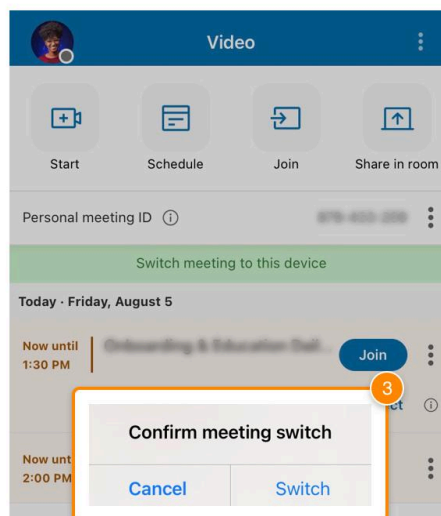 Video
Start Schedule Join Share in room
Personal meeting ID
Switch meeting to this device
Today · Friday, August 5
Now until
1:30 PM
Join
3
Confirm meeting switch
Now
2:00 PM
Cancel Switch